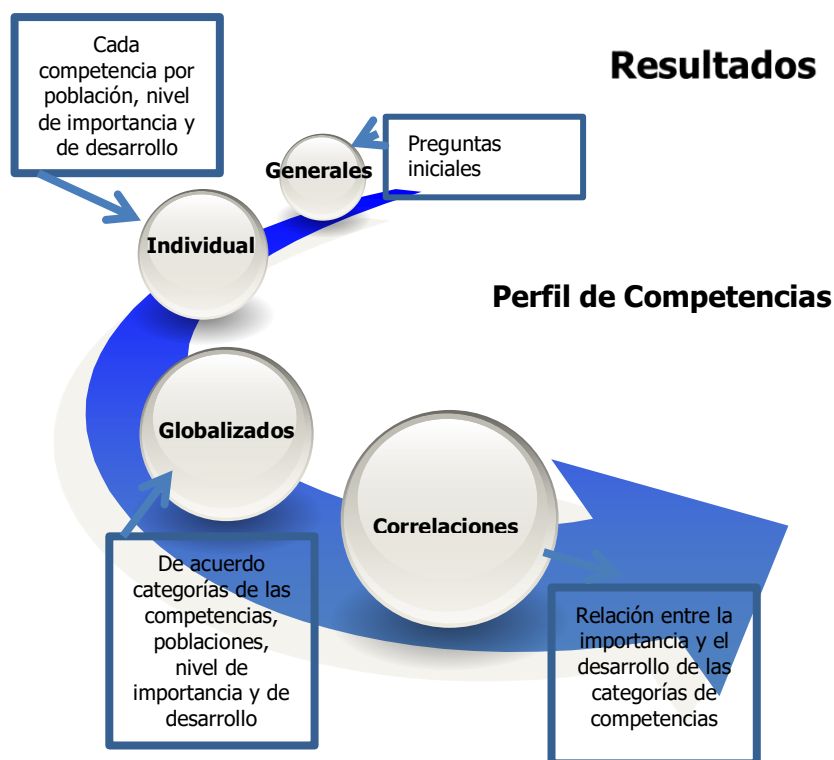 Resultados
Cada
competencia por
población, nivel
de importancia y
de desarrollo
Generales
Preguntas
iniciales
Individual
Perfil de Competencias
Globalizados
Correlaciones
De acuerdo
categorías de las
competencias,
poblaciones,
nivel de
importancia y de
desarrollo
Relación entre la
importancia y el
desarrollo de las
categorías de
competencias